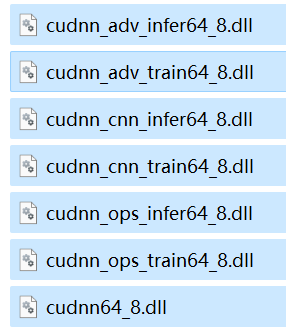 cudnn_adv_infer64_8.dll
cudnn_adv_train64_8.dll
cudnn_cnn_infer64_8.dll
cudnn_cnn_train64_8.dll
cudnn_ops_infer64_8.dll
cudnn_ops_train64_8.dll
cudnn64_8.dll